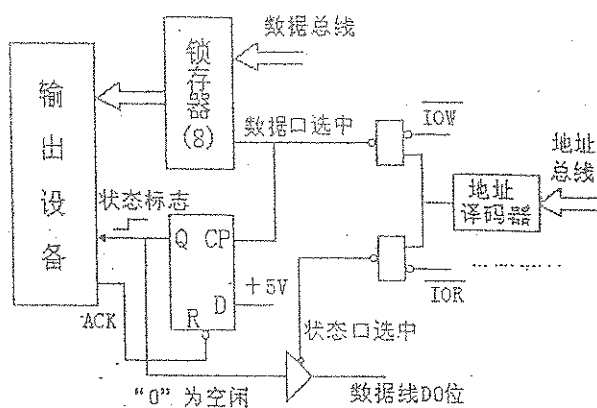 数据总线
锁存器
(8)
输出设备
数据口选中
IOW
地址总线
地址译码器
状态标志
Q
CP
+5V
D
R
ACK
IOR
状态口选中
“0”为空闲
数据线D0位